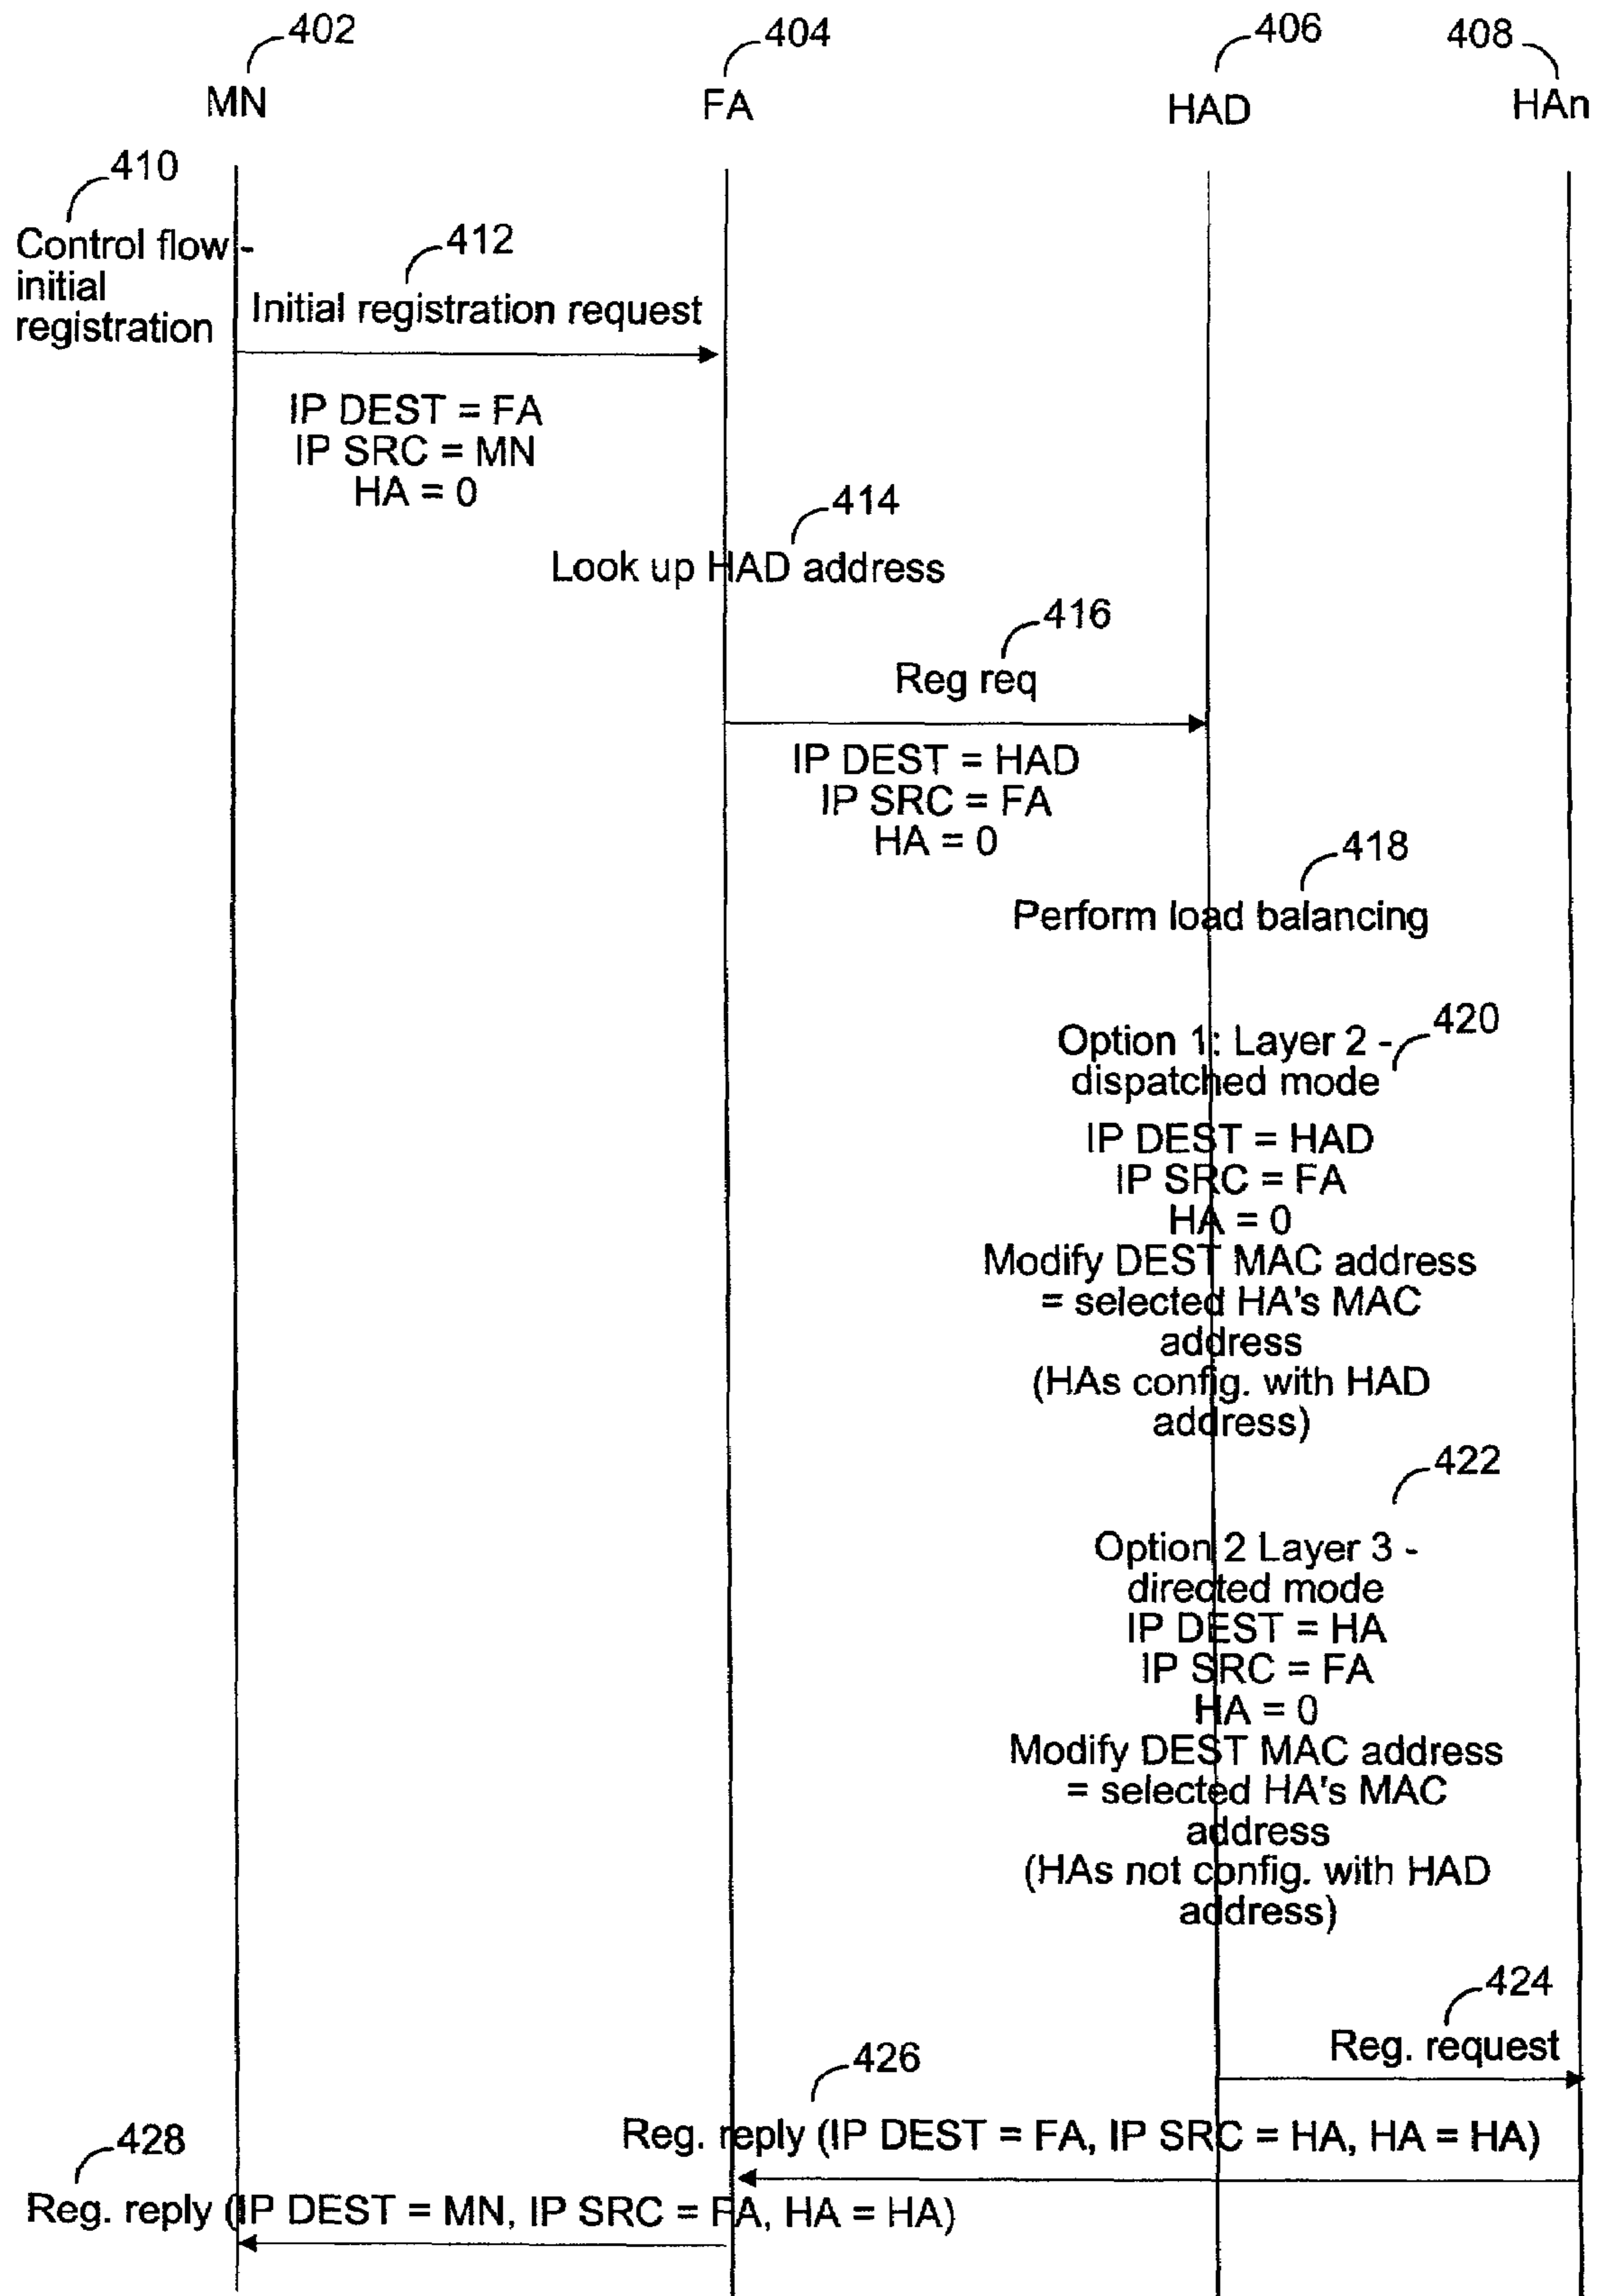 402
404
406
408
MN
FA
HAD
HAn
410
Control flow -
initial
registration
412
Initial registration request
IP DEST = FA
IP SRC = MN
HA = 0
414
Look up HAD address
416
Reg req
IP DEST = HAD
IP SRC = FA
HA = 0
418
Perform load balancing
420
Option 1: Layer 2 -
dispatched mode
IP DEST = HAD
IP SRC = FA
HA = 0
Modify DEST MAC address
= selected HA's MAC
address
(HAs config. with HAD
address)
422
Option 2 Layer 3 -
directed mode
IP DEST = HA
IP SRC = FA
HA = 0
Modify DEST MAC address
= selected HA's MAC
address
(HAs not config. with HAD
address)
424
Reg. request
426
Reg. reply (IP DEST = FA, IP SRC = HA, HA = HA)
428
Reg. reply (IP DEST = MN, IP SRC = FA, HA = HA)